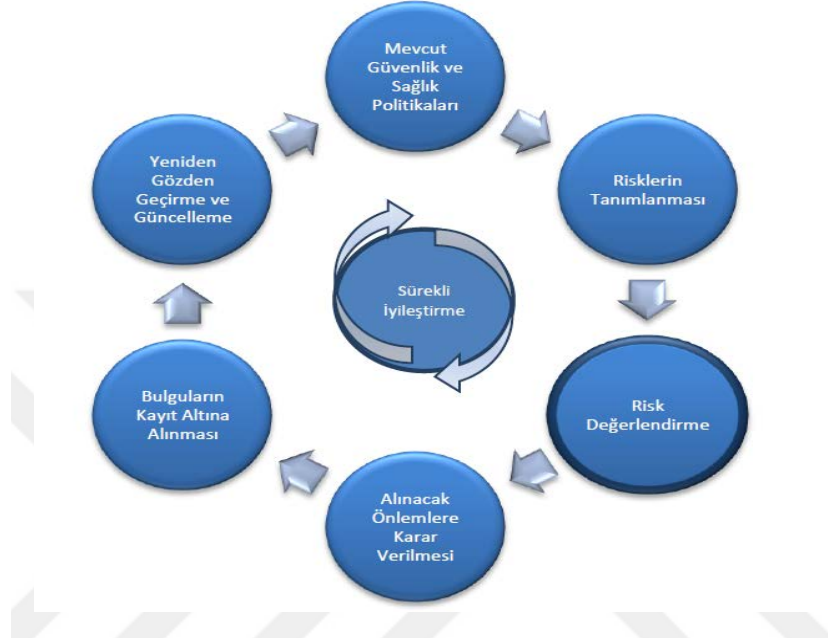 Mevcut
Güvenlik ve
Sağlık
Politikaları
Risklerin
Tanımlanması
Risk
Değerlendirme
Alınacak
Önlemlere
Karar
Verilmesi
Bulguların
Kayıt Altına
Alınması
Yeniden
Gözden
Geçirme ve
Güncelleme
Sürekli
İyileştirme